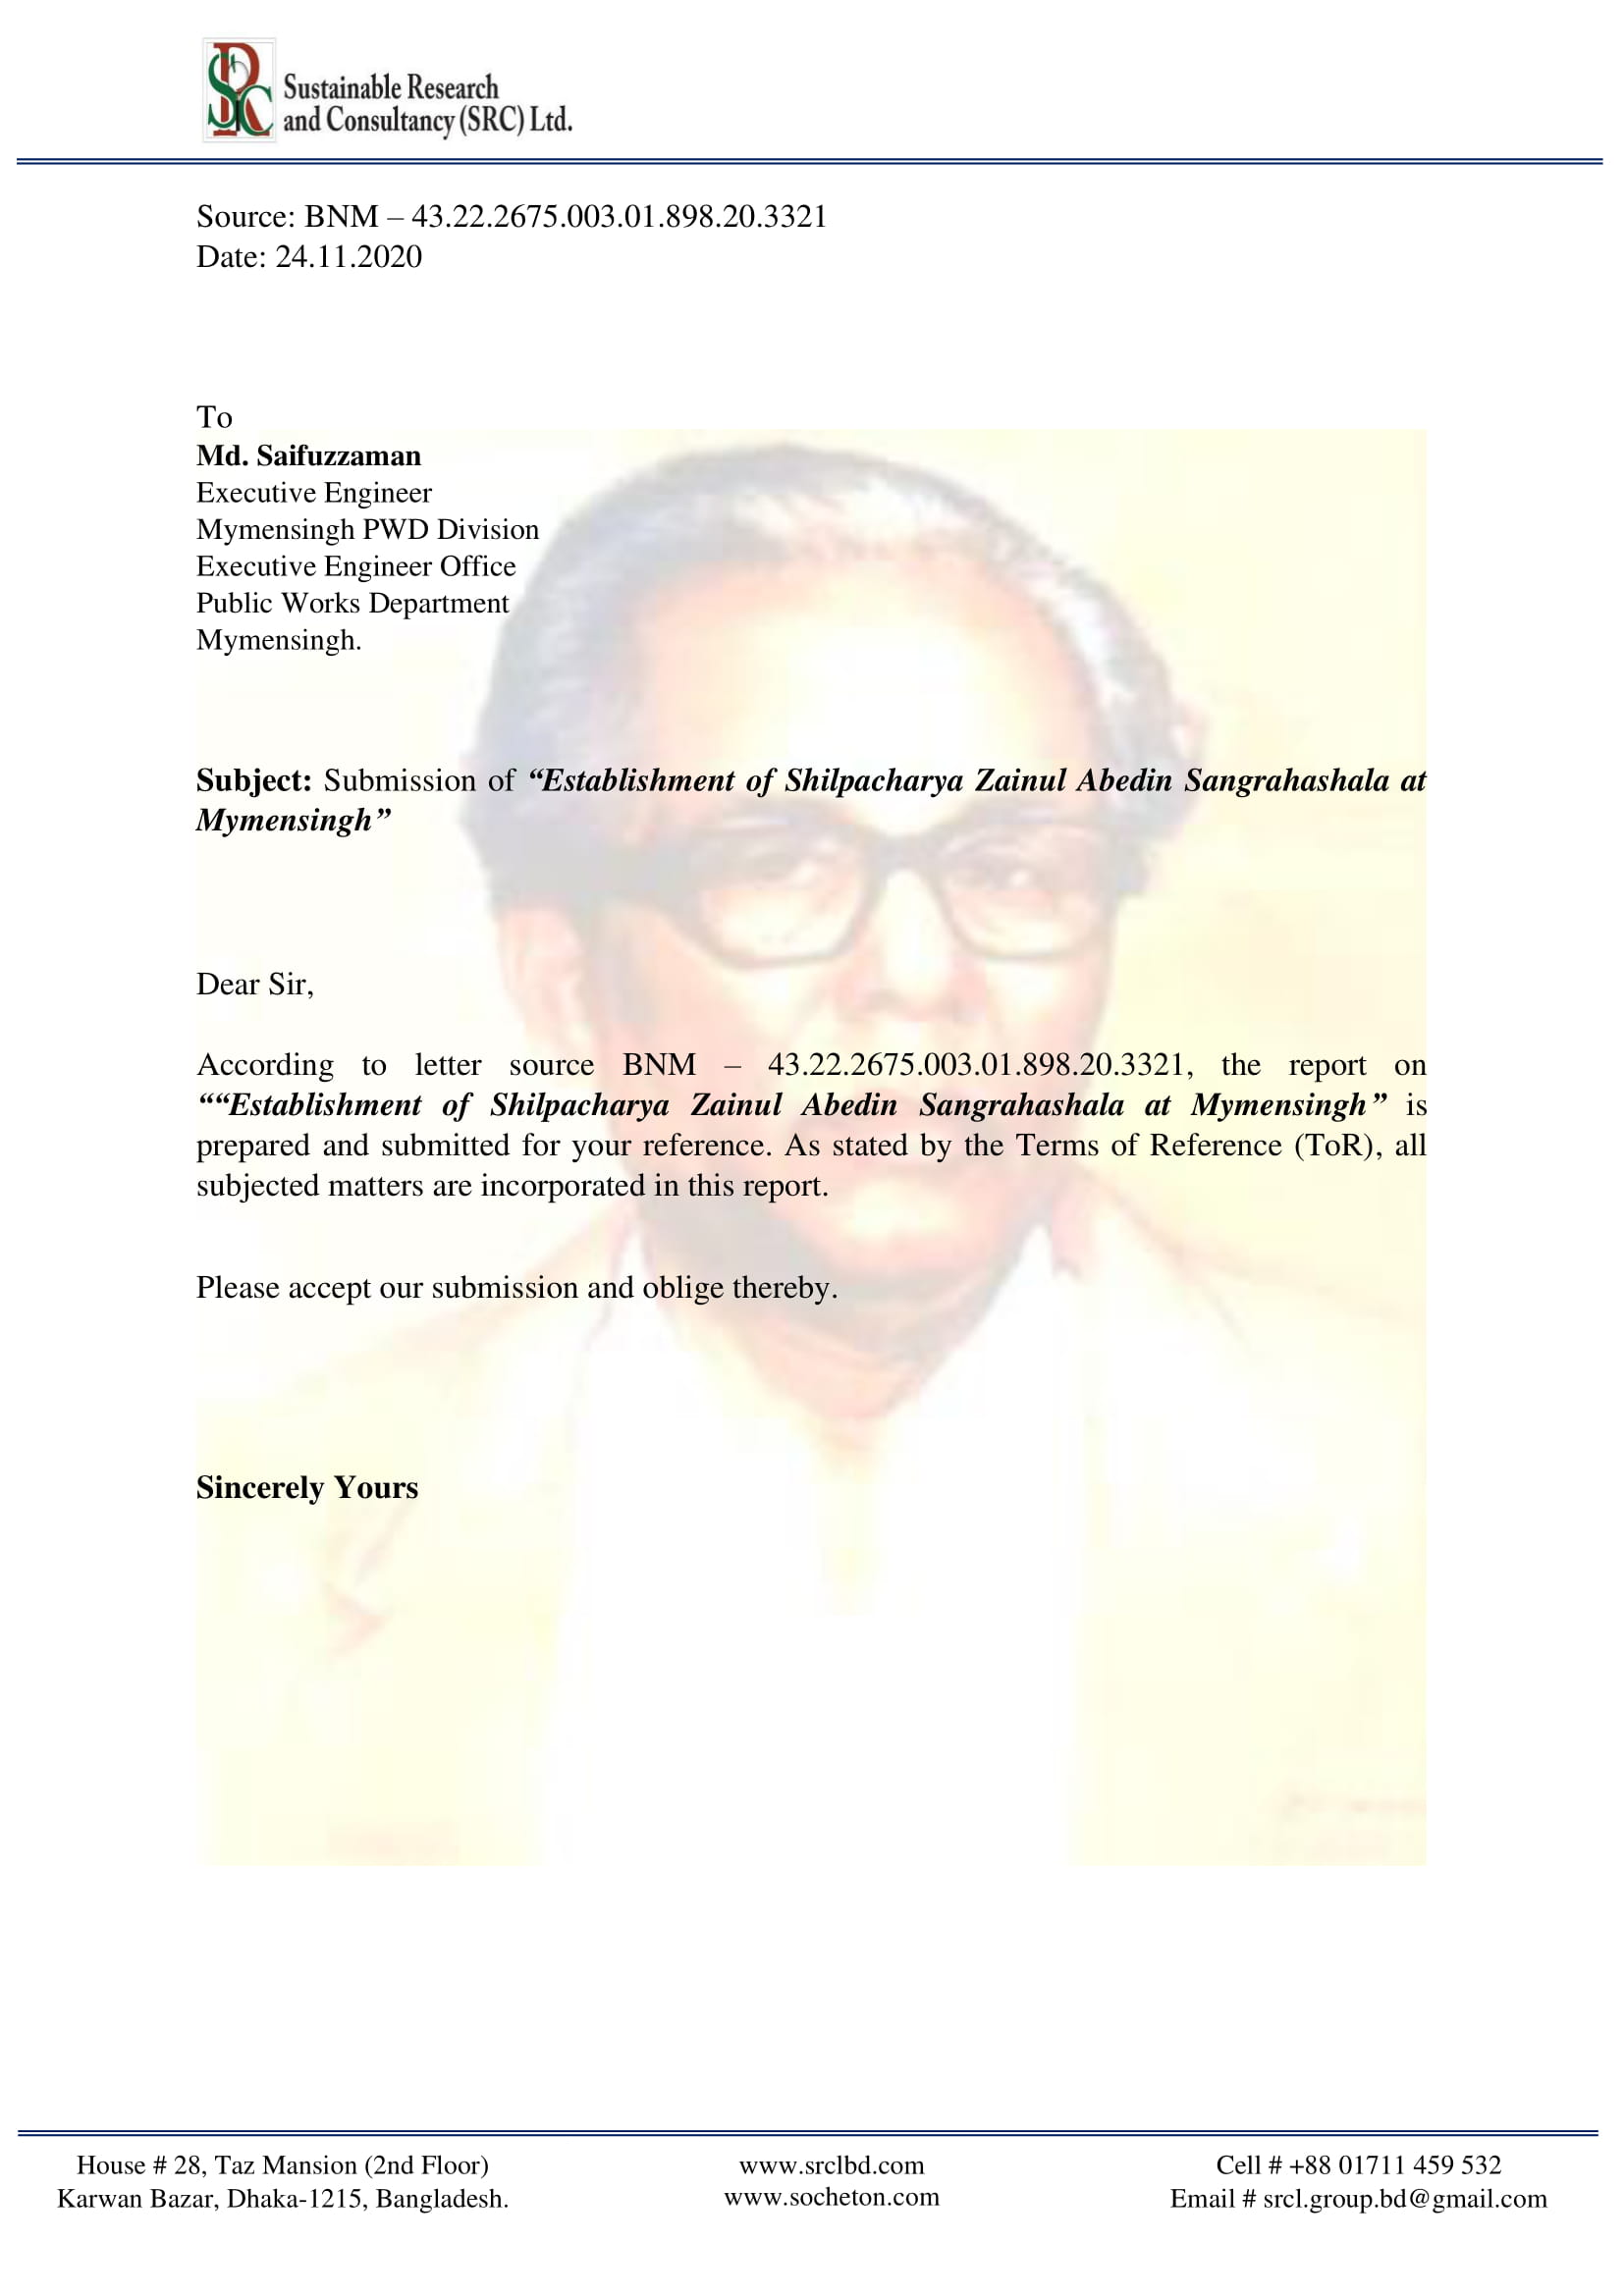 Sustainable Research
and Consultancy (SRC) Ltd.
Source: BNM – 43.22.2675.003.01.898.20.3321
Date: 24.11.2020
To
Md. Saifuzzaman
Executive Engineer
Mymensingh PWD Division
Executive Engineer Office
Public Works Department
Mymensingh.
Subject: Submission of “Establishment of Shilpacharya Zainul Abedin Sangrahashala at
Mymensingh”
Dear Sir,
According to letter source BNM – 43.22.2675.003.01.898.20.3321, the report on
““Establishment of Shilpacharya Zainul Abedin Sangrahashala at Mymensingh” is
prepared and submitted for your reference. As stated by the Terms of Reference (ToR), all
subjected matters are incorporated in this report.
Please accept our submission and oblige thereby.
Sincerely Yours
House # 28, Taz Mansion (2nd Floor)
Karwan Bazar, Dhaka-1215, Bangladesh.
www.srclbd.com
www.socheton.com
Cell # +88 01711 459 532
Email # srcl.group.bd@gmail.com